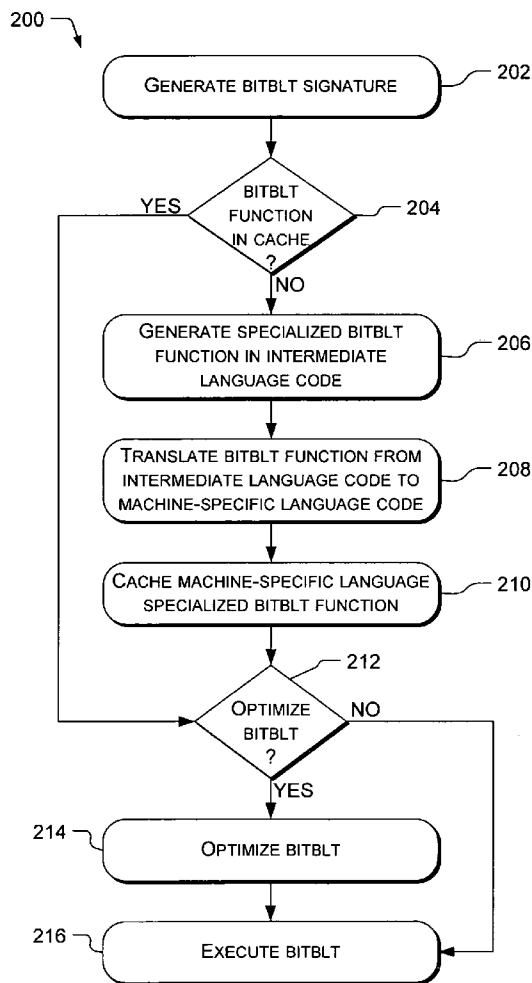 200
GENERATE BITBLT SIGNATURE
202
BITBLT
FUNCTION
IN CACHE
?
204
YES
NO
GENERATE SPECIALIZED BITBLT
FUNCTION IN INTERMEDIATE
LANGUAGE CODE
206
TRANSLATE BITBLT FUNCTION FROM
INTERMEDIATE LANGUAGE CODE TO
MACHINE-SPECIFIC LANGUAGE CODE
208
CACHE MACHINE-SPECIFIC LANGUAGE
SPECIALIZED BITBLT FUNCTION
210
212
OPTIMIZE
BITBLT
?
NO
YES
214
OPTIMIZE BITBLT
216
EXECUTE BITBLT